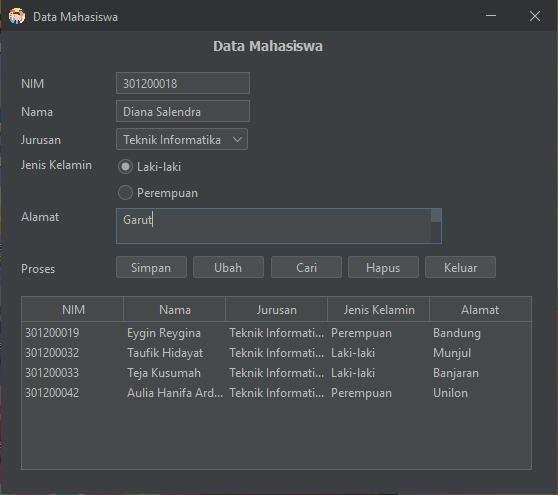 Data Mahasiswa
Data Mahasiswa
NIM 301200018
Nama Diana Salendra
Jurusan Teknik Informatika
Jenis Kelamin Laki-laki
Perempuan
Alamat Garut
Proses Simpan Ubah Cari Hapus Keluar
NIM Nama Jurusan Jenis Kelamin Alamat
301200019 Eygin Reygina Teknik Informati... Perempuan Bandung
301200032 Taufik Hidayat Teknik Informati... Laki-laki Munjul
301200033 Teja Kusumah Teknik Informati... Laki-laki Banjaran
301200042 Aulia Hanifa Ard... Teknik Informati... Perempuan Unilon